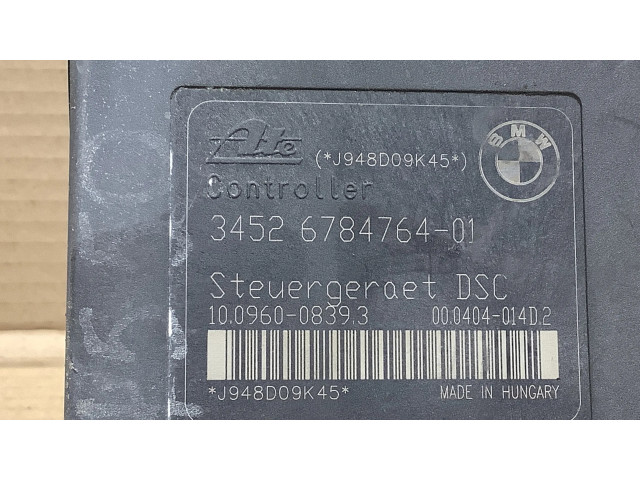 Ate (*J948D09K45*) BMW
Controller
3452 6784764-01
Steuergeraet DSC
10.0960-0839.3 00.0404-014D.2
*J948D09K45* MADE IN HUNGARY